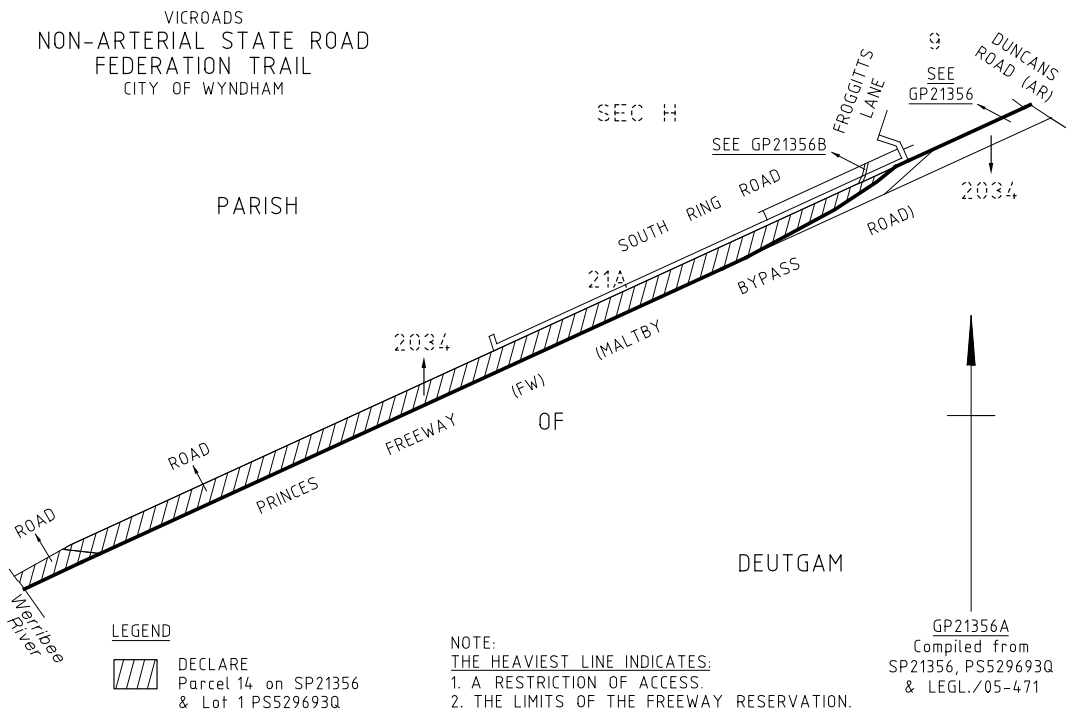 VICROADS
NON-ARTERIAL STATE ROAD
FEDERATION TRAIL
CITY OF WYNDHAM
9
DUNCANS
ROAD (AR)
SEE
GP21356
SEC H
FROGGITTS
LANE
SEE GP21356B
2034
PARISH
SOUTH RING ROAD
ROAD)
21A
BYPASS
2034
(MALTBY
(FW)
OF
FREEWAY
ROAD
PRINCES
ROAD
DEUTGAM
Werribee
River
LEGEND
DECLARE
Parcel 14 on SP21356
& Lot 1 PS529693Q
NOTE:
THE HEAVIEST LINE INDICATES:
1. A RESTRICTION OF ACCESS.
2. THE LIMITS OF THE FREEWAY RESERVATION.
GP21356A
Compiled from
SP21356, PS529693Q
& LEGL./05-471